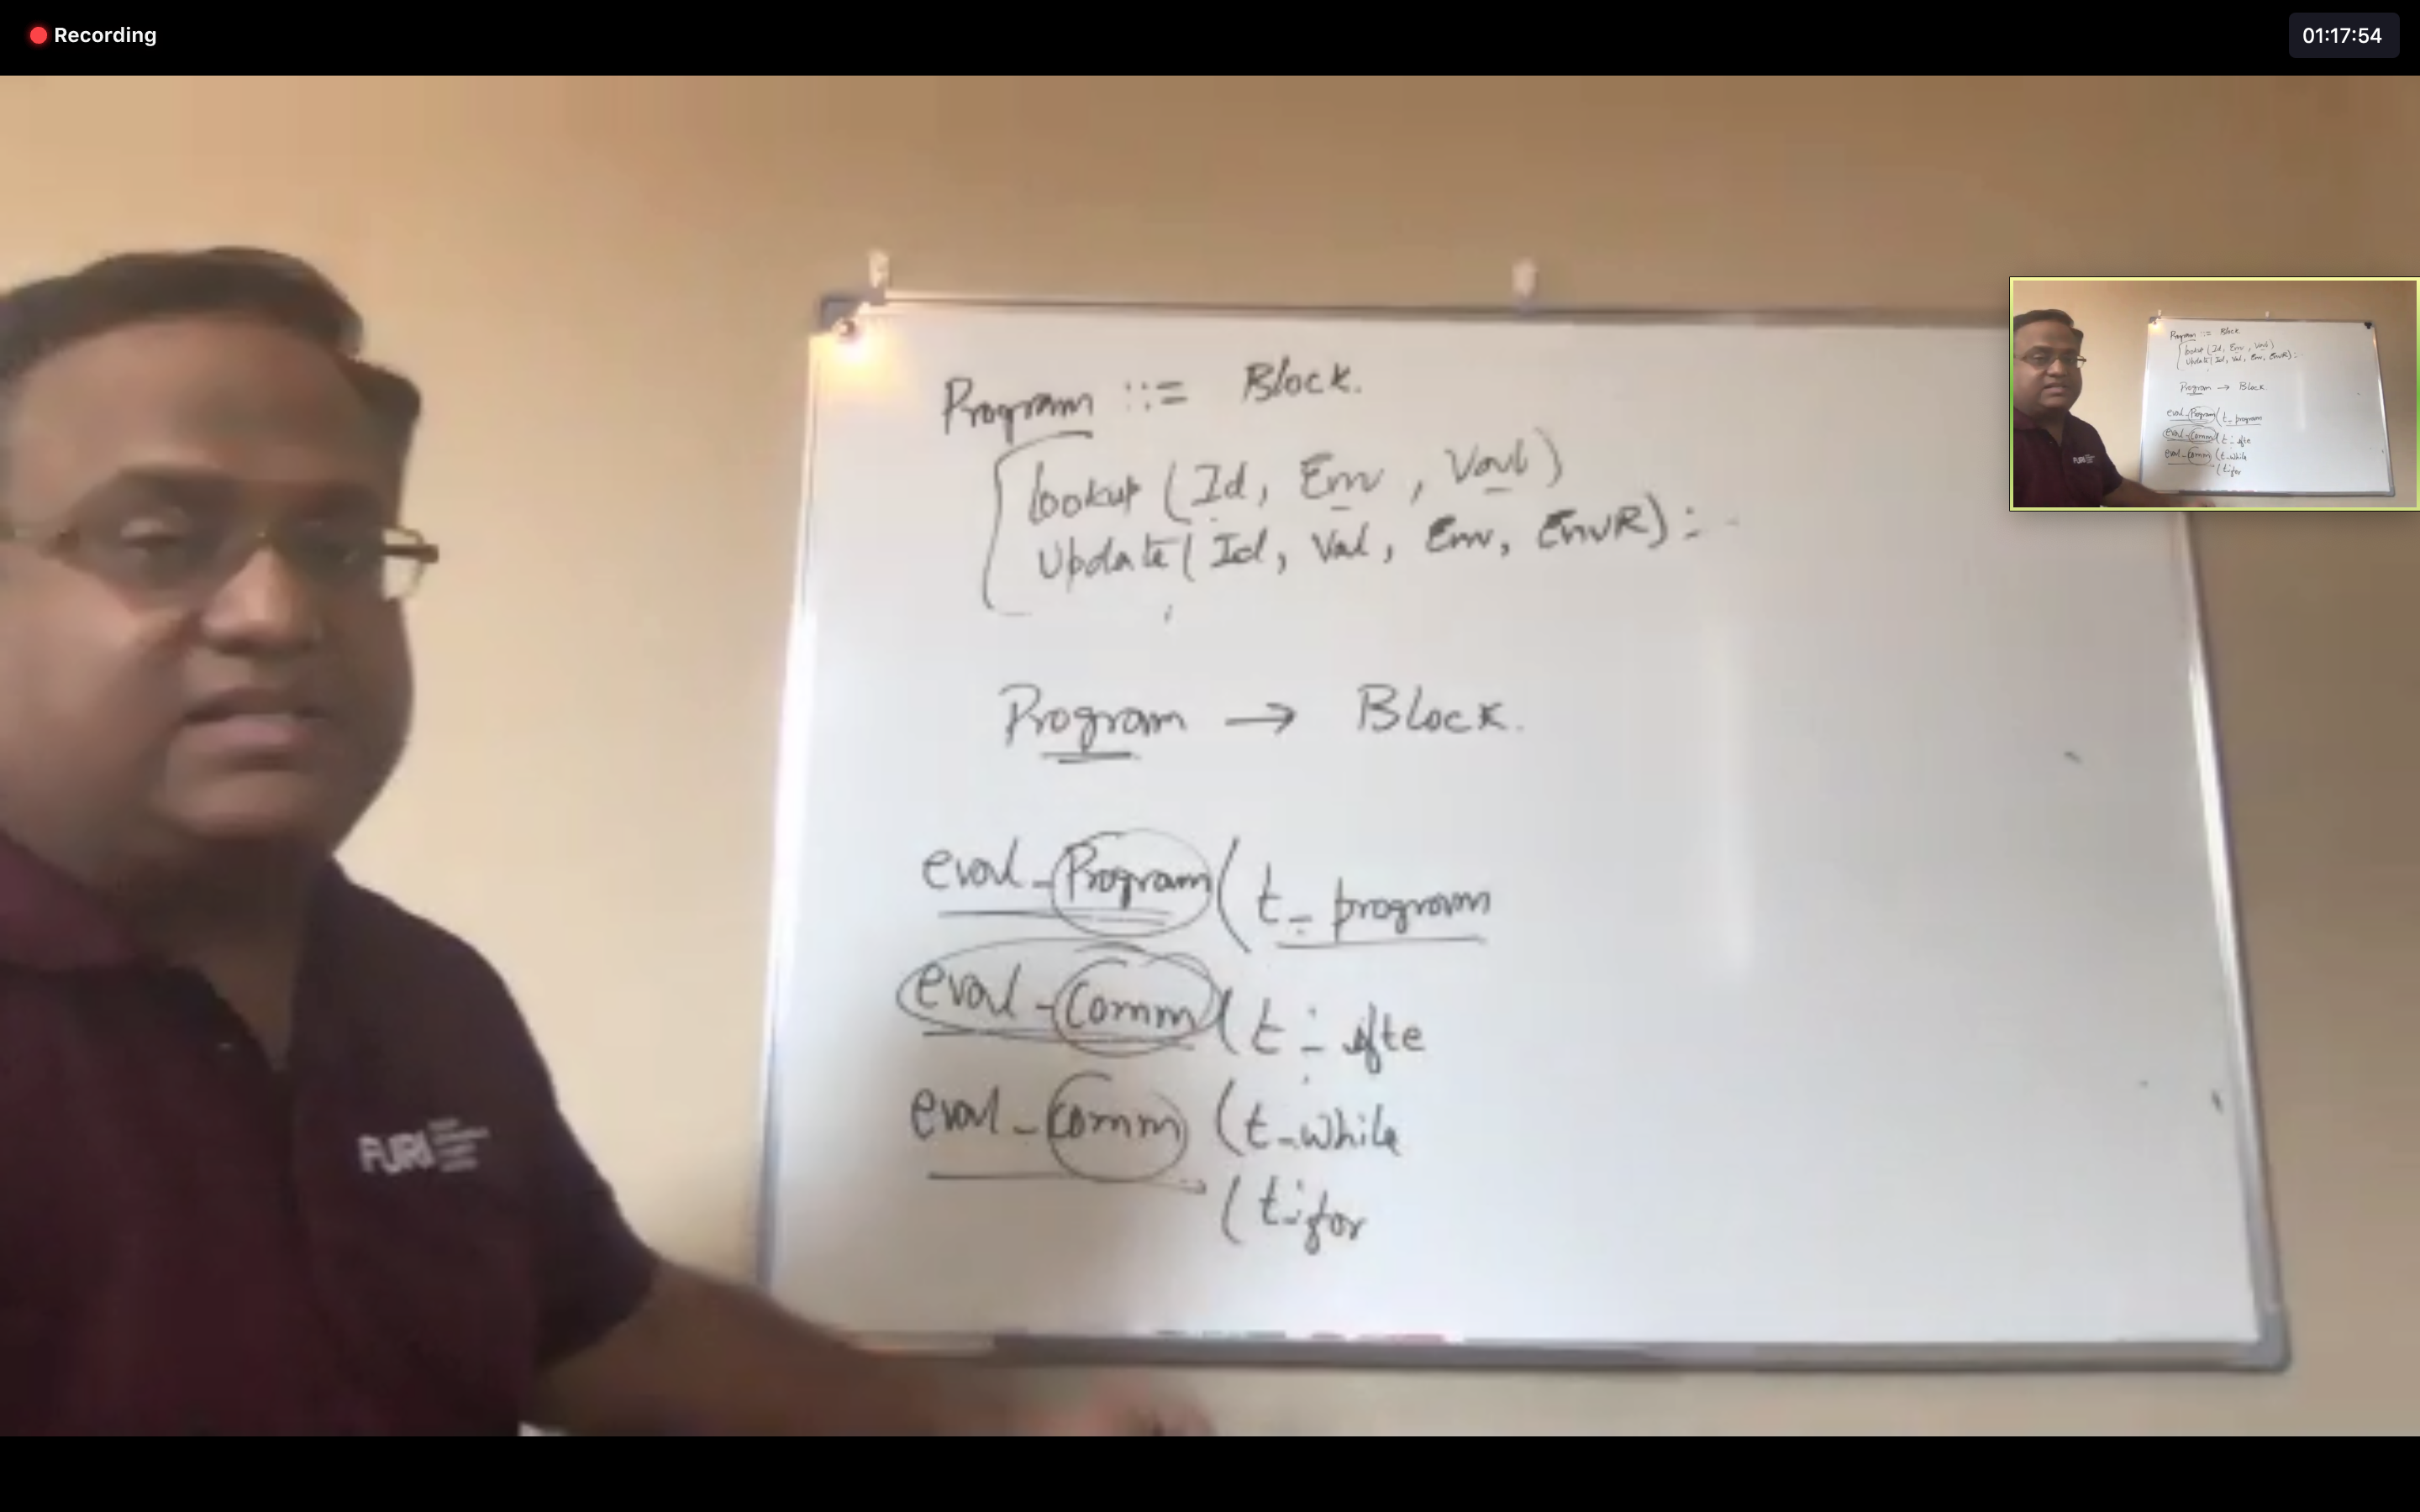 Recording
01:17:54
Program ::= Block.
lookup (Id, Env, Val)
Update (Id, Val, Env, EnvR) :-
Program → Block.
eval_Program (t_program
eval_Comm (t_ifte
eval_Comm (t_while
(t_for
FURI